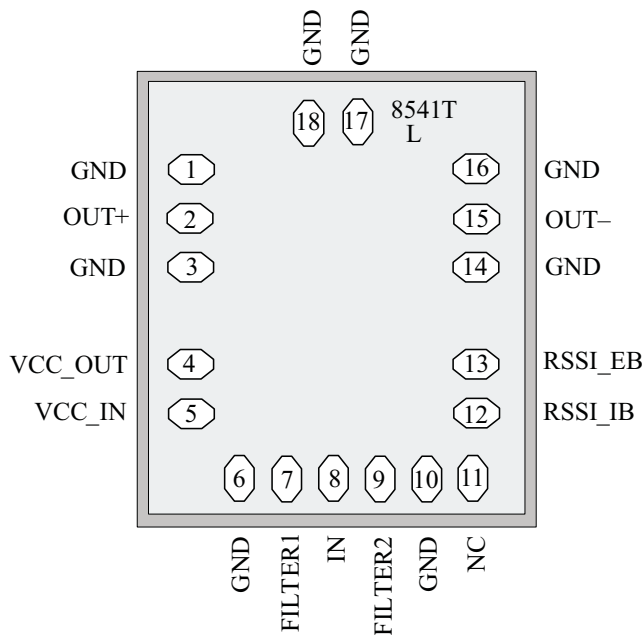 GND
GND
18
17
8541T
L
GND
1
16
GND
OUT+
2
15
OUT–
GND
3
14
GND
VCC_OUT
4
13
RSSI_EB
VCC_IN
5
12
RSSI_IB
6
7
8
9
10
11
GND
FILTER1
IN
FILTER2
GND
NC